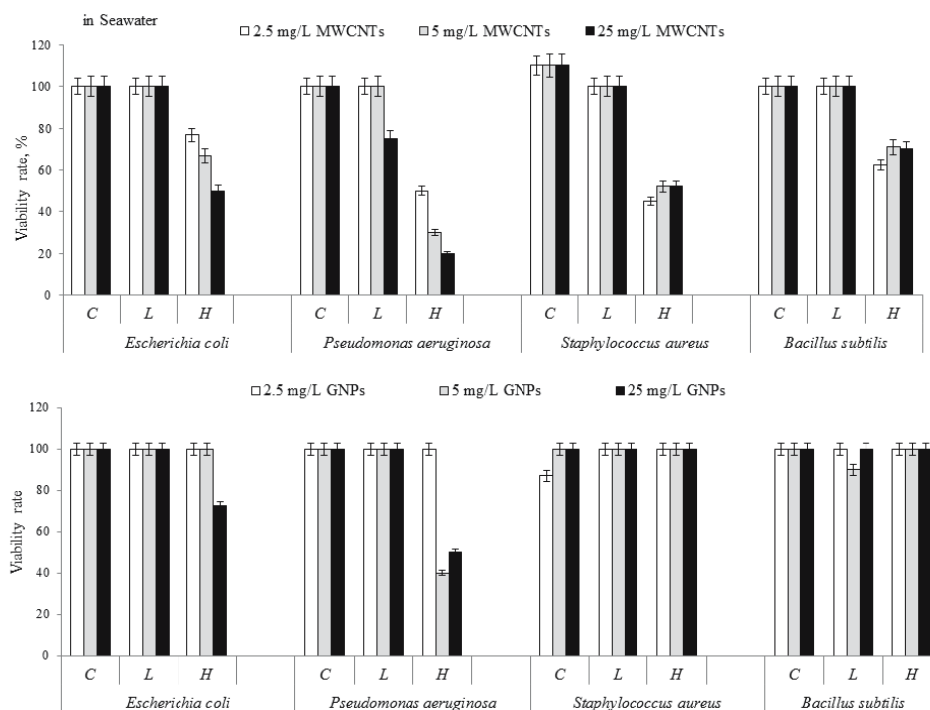 in Seawater
2.5 mg/L MWCNTs 5 mg/L MWCNTs 25 mg/L MWCNTs
Viability rate, %
120
100
80
60
40
20
0
C L H C L H C L H C L H
Escherichia coli Pseudomonas aeruginosa Staphylococcus aureus Bacillus subtilis
2.5 mg/L GNPs 5 mg/L GNPs 25 mg/L GNPs
Viability rate
120
100
80
60
40
20
0
C L H C L H C L H C L H
Escherichia coli Pseudomonas aeruginosa Staphylococcus aureus Bacillus subtilis